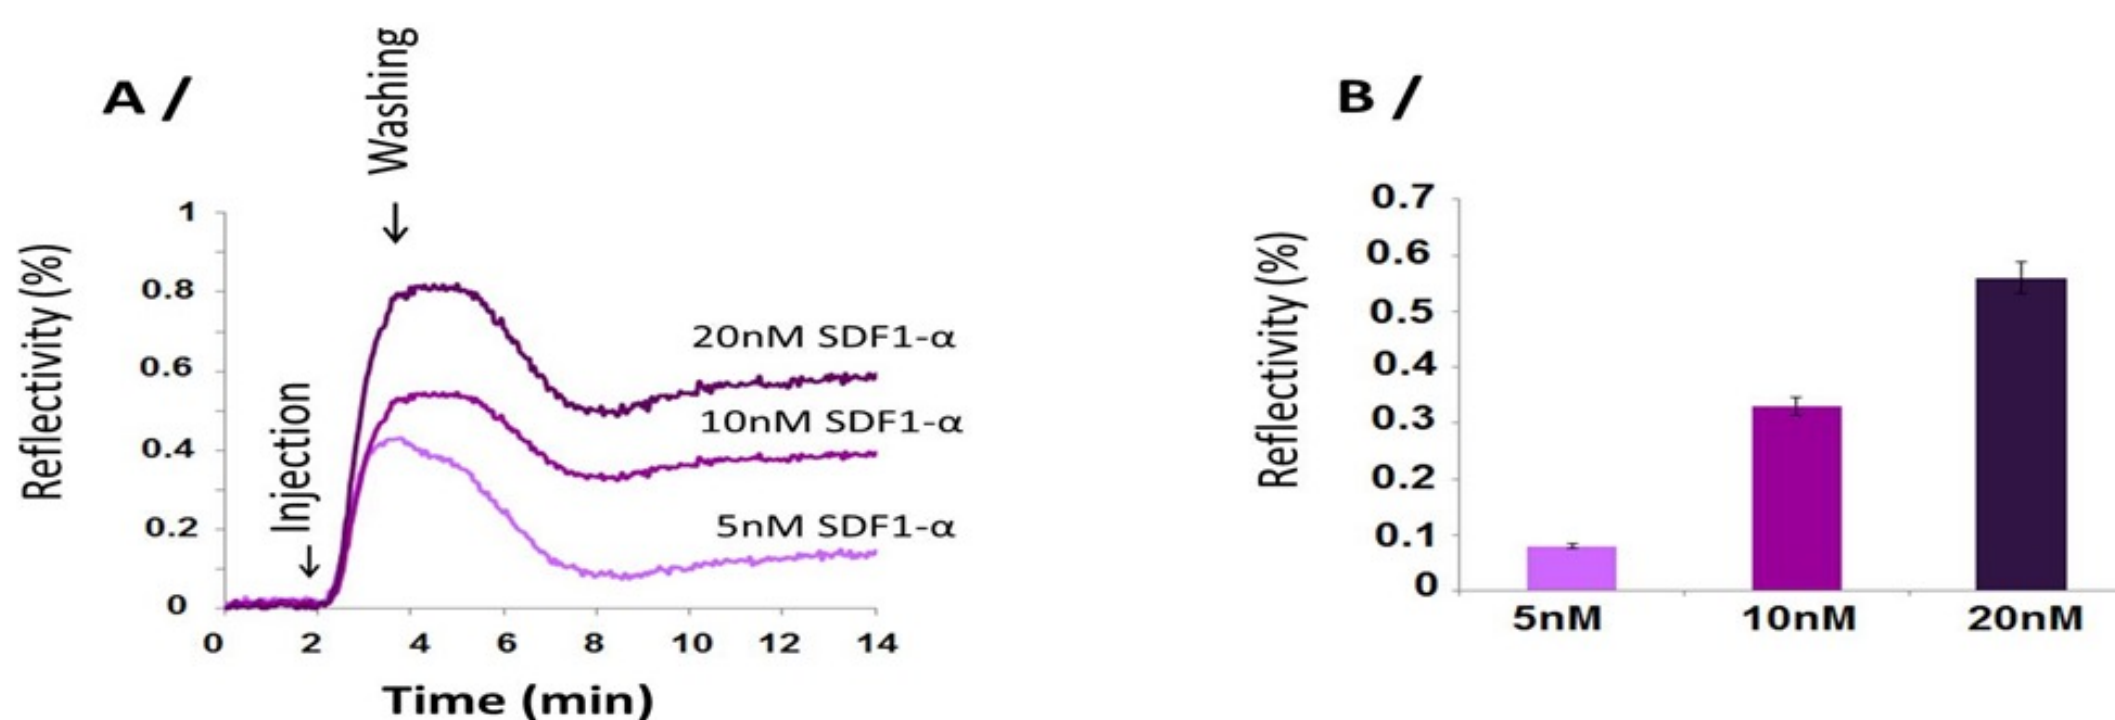 A /
Washing
Injection
Reflectivity (%)
1
0.8
0.6
0.4
0.2
0
0 2 4 6 8 10 12 14
Time (min)
20nM SDF1-α
10nM SDF1-α
5nM SDF1-α
B /
Reflectivity (%)
0.7
0.6
0.5
0.4
0.3
0.2
0.1
0
5nM 10nM 20nM